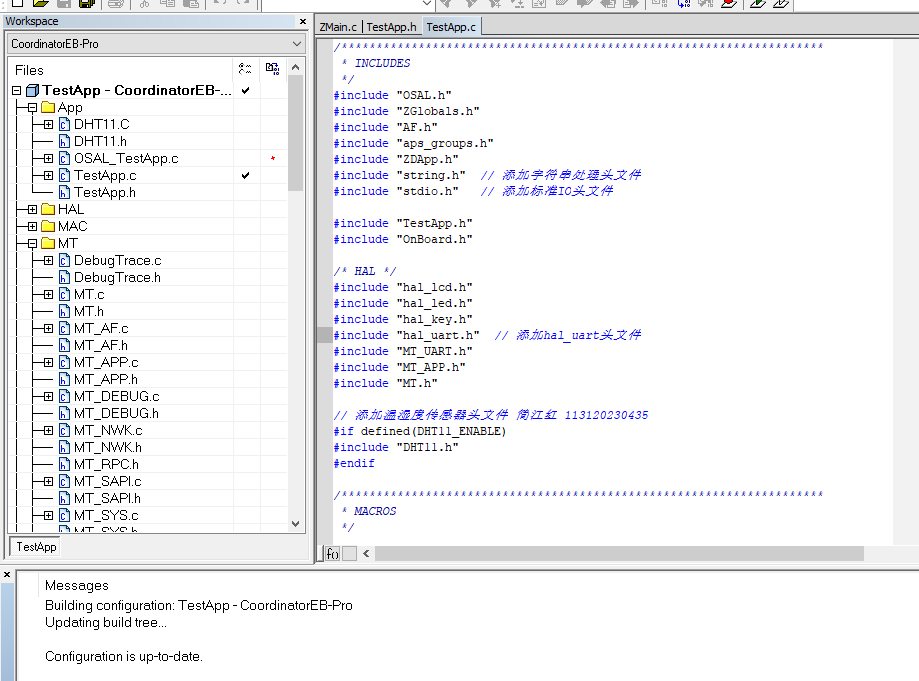 Workspace
CoordinatorEB-Pro
Files
TestApp - CoordinatorEB-...
App
DHT11.C
DHT11.h
OSAL_TestApp.c
TestApp.c
TestApp.h
HAL
MAC
MT
DebugTrace.c
DebugTrace.h
MT.c
MT.h
MT_AF.c
MT_AF.h
MT_APP.c
MT_APP.h
MT_DEBUG.c
MT_DEBUG.h
MT_NWK.c
MT_NWK.h
MT_RPC.h
MT_SAPI.c
MT_SAPI.h
MT_SYS.c
MT_SYS.h
TestApp
ZMain.c | TestApp.h | TestApp.c
/*********************************************************************
* INCLUDES
*/
#include "OSAL.h"
#include "ZGlobals.h"
#include "AF.h"
#include "aps_groups.h"
#include "ZDApp.h"
#include "string.h" // 添加字符串处理头文件
#include "stdio.h" // 添加标准IO头文件
#include "TestApp.h"
#include "OnBoard.h"
/* HAL */
#include "hal_lcd.h"
#include "hal_led.h"
#include "hal_key.h"
#include "hal_uart.h" // 添加hal_uart头文件
#include "MT_UART.h"
#include "MT_APP.h"
#include "MT.h"
// 添加温湿度传感器头文件 简江红 113120230435
#if defined(DHT11_ENABLE)
#include "DHT11.h"
#endif
/*********************************************************************
* MACROS
*/
f()
Messages
Building configuration: TestApp - CoordinatorEB-Pro
Updating build tree...
Configuration is up-to-date.